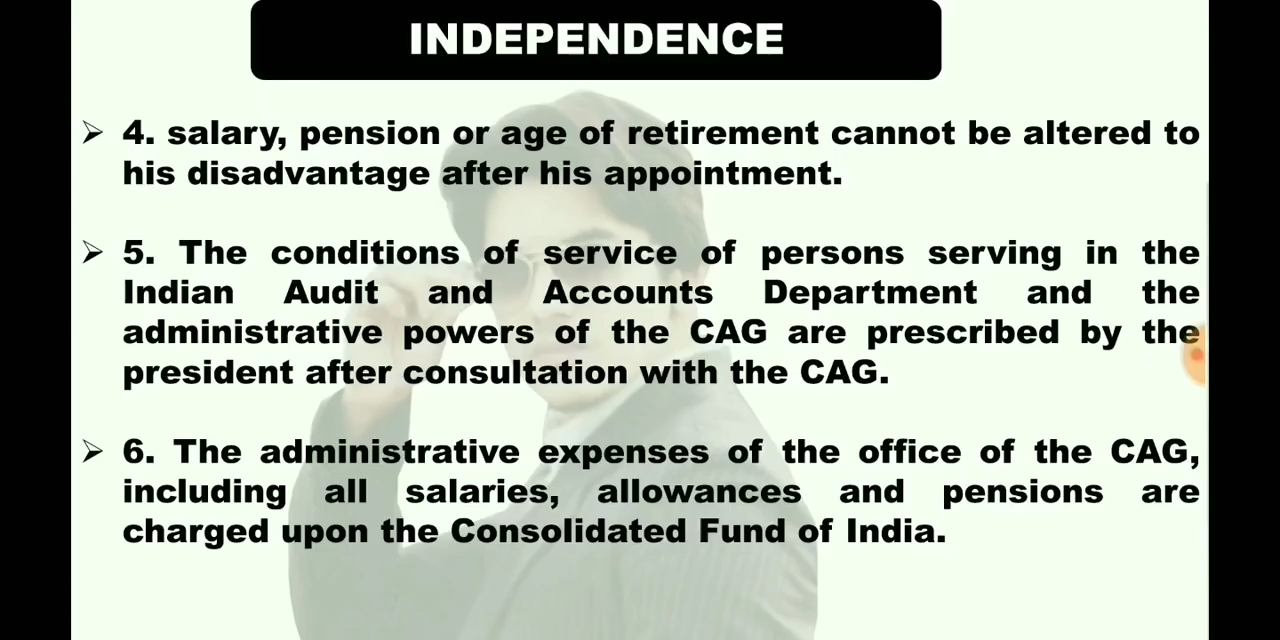 INDEPENDENCE
➢ 4. salary, pension or age of retirement cannot be altered to
his disadvantage after his appointment.
➢ 5. The conditions of service of persons serving in the
Indian Audit and Accounts Department and the
administrative powers of the CAG are prescribed by the
president after consultation with the CAG.
➢ 6. The administrative expenses of the office of the CAG,
including all salaries, allowances and pensions are
charged upon the Consolidated Fund of India.